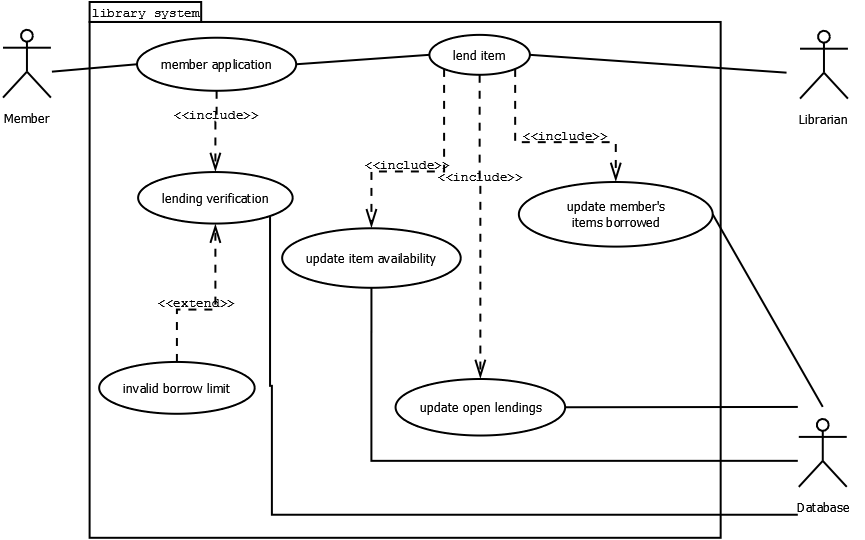 library system
member application
lend item
Member
Librarian
<<include>>
<<include>>
<<include>>
<<include>>
lending verification
update member's
items borrowed
update item availability
<<extend>>
invalid borrow limit
update open lendings
Database